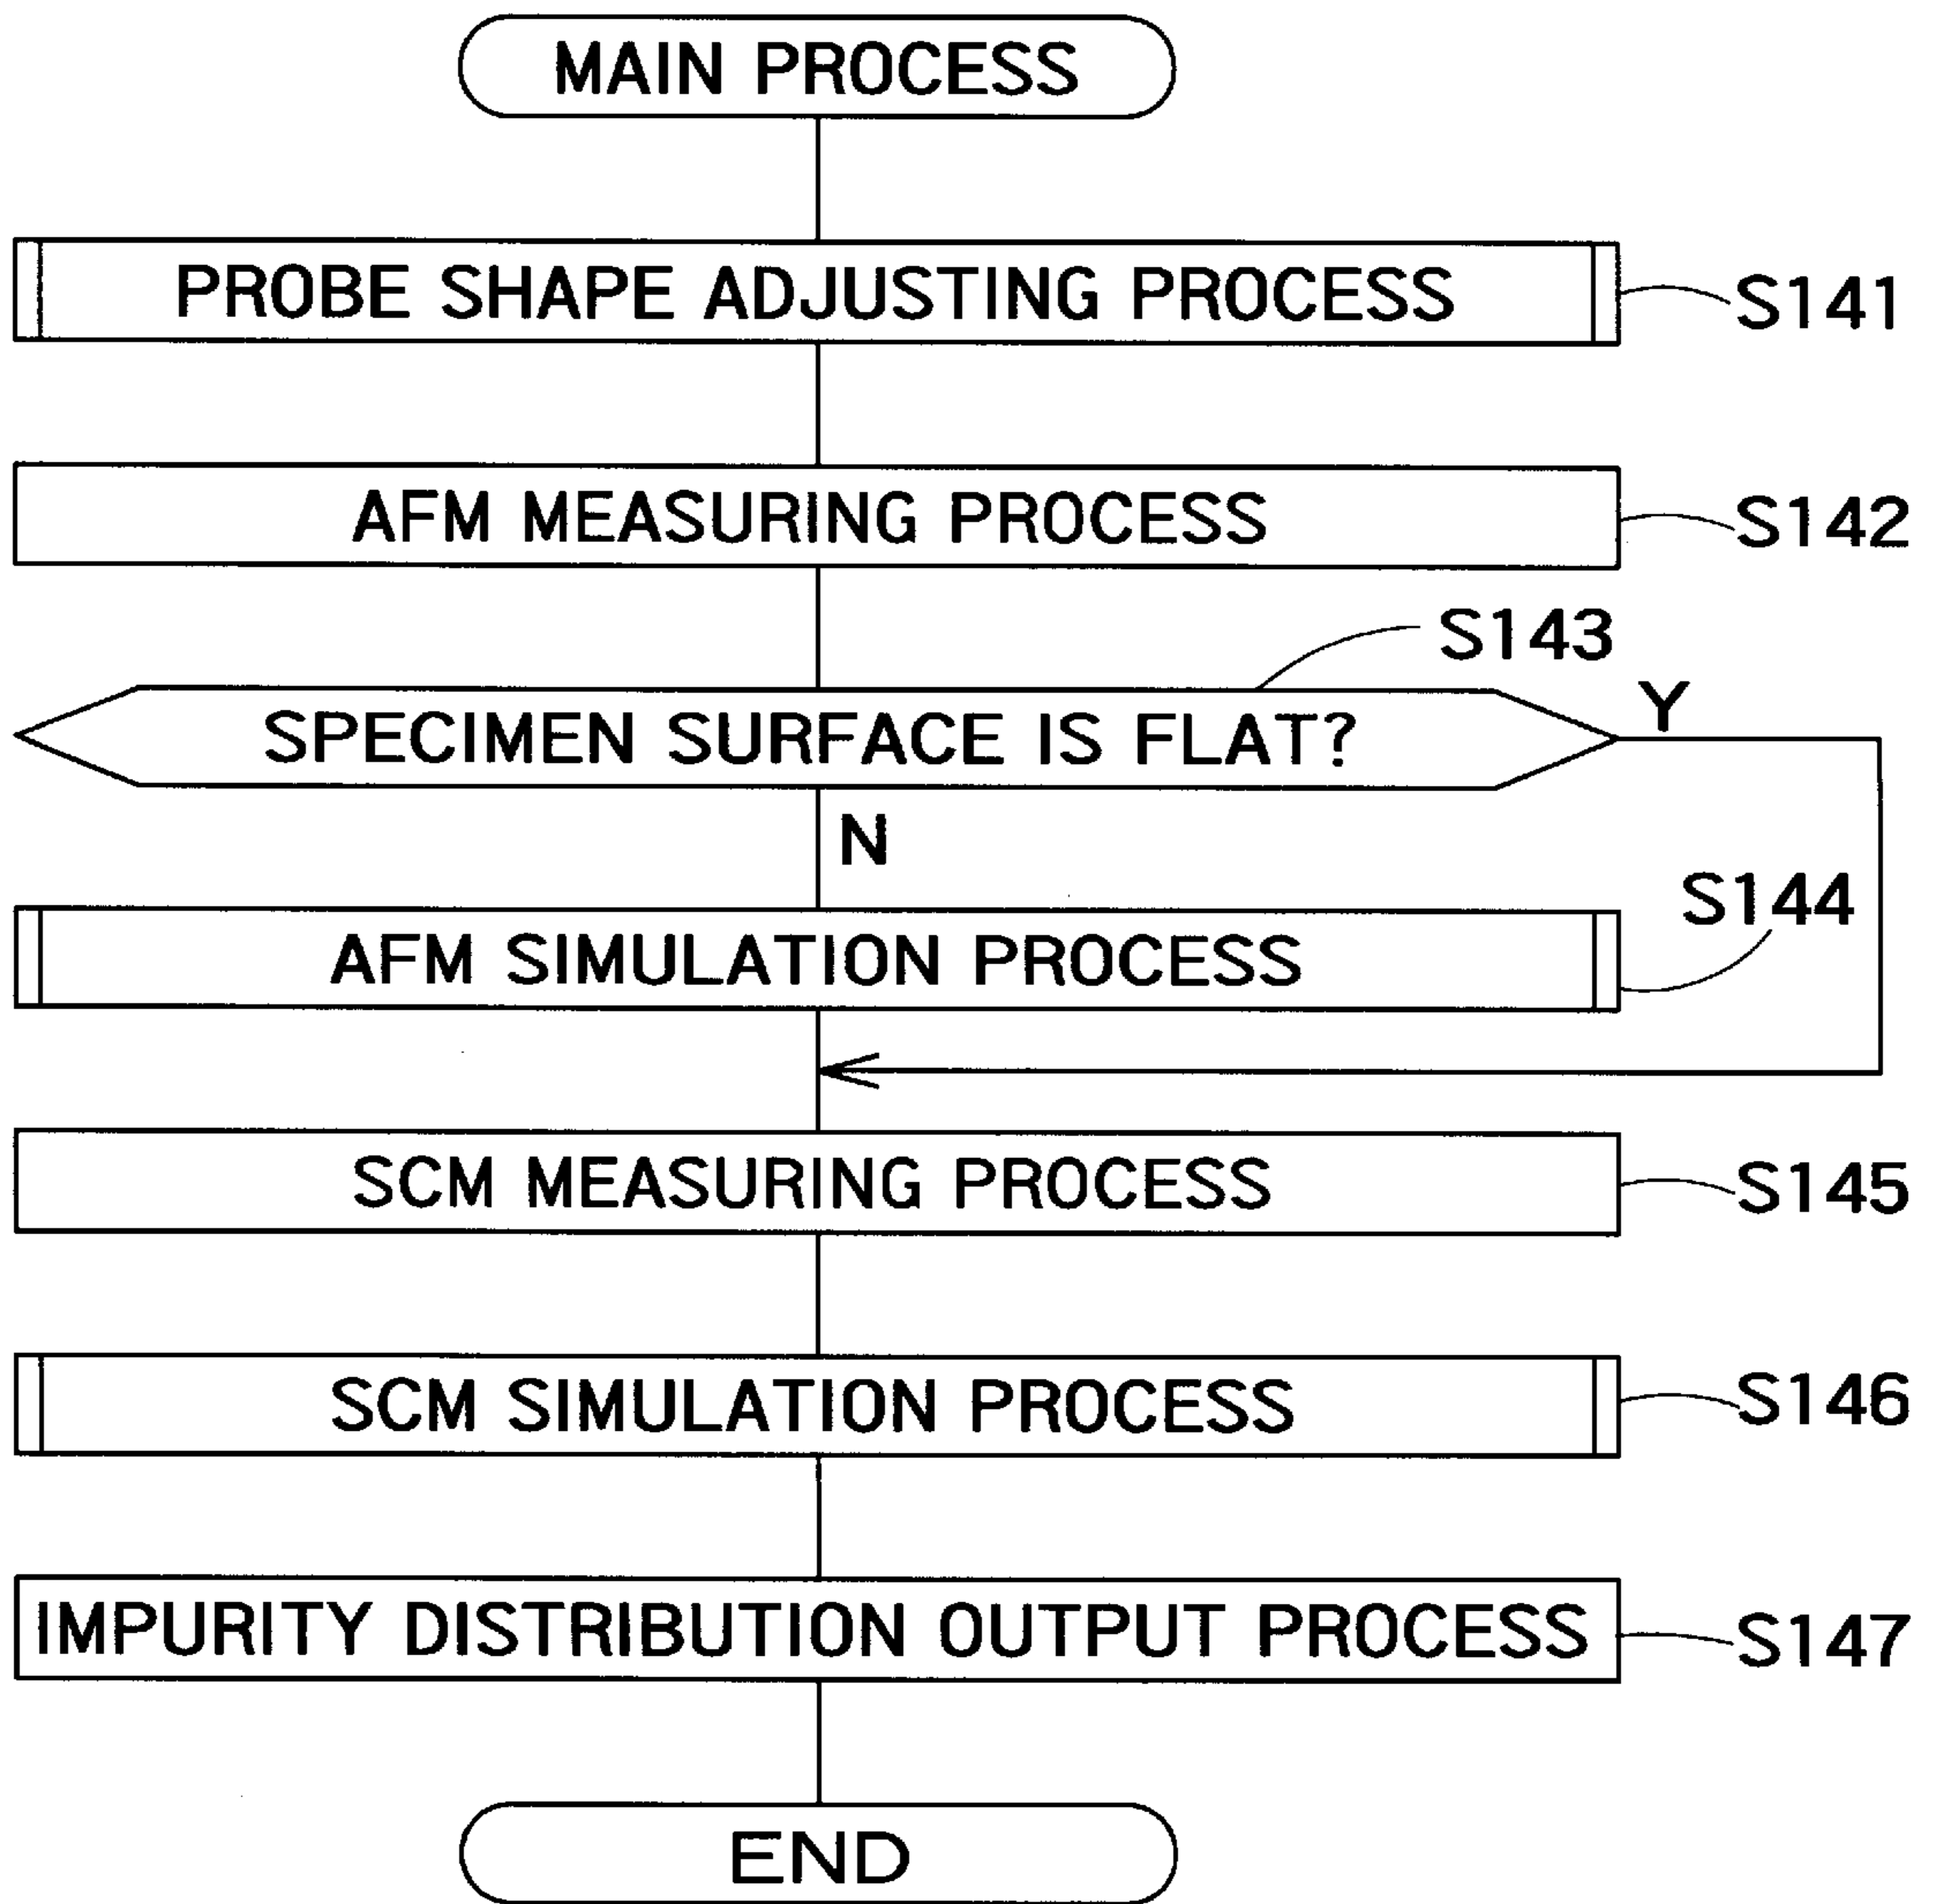 MAIN PROCESS
PROBE SHAPE ADJUSTING PROCESS
S141
AFM MEASURING PROCESS
S142
S143
SPECIMEN SURFACE IS FLAT?
Y
N
S144
AFM SIMULATION PROCESS
SCM MEASURING PROCESS
S145
SCM SIMULATION PROCESS
S146
IMPURITY DISTRIBUTION OUTPUT PROCESS
S147
END